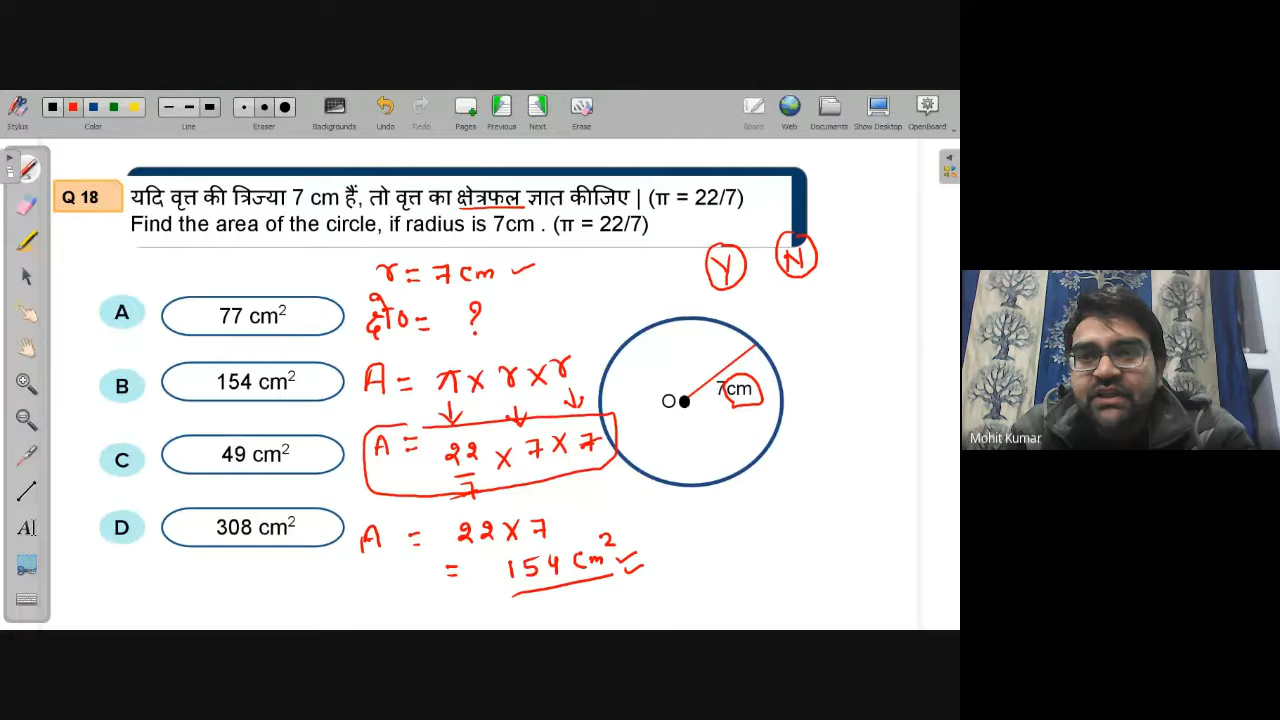 Stylus
Color
Line
Eraser
Backgrounds
Undo
Redo
Pages
Previous
Next
Erase
Board
Web
Documents
Show Desktop
OpenBoard
Q 18
यदि वृत्त की त्रिज्या 7 cm हैं, तो वृत्त का क्षेत्रफल ज्ञात कीजिए | (π = 22/7)
Find the area of the circle, if radius is 7cm . (π = 22/7)
Y N
r = 7 cm ✓
= ?
A 77 cm²
B 154 cm²
C 49 cm²
D 308 cm²
A = π × r × r
A = 22/7 × 7 × 7
A = 22 × 7
= 154 cm² ✓✓
O
7cm
A|
Mohit Kumar